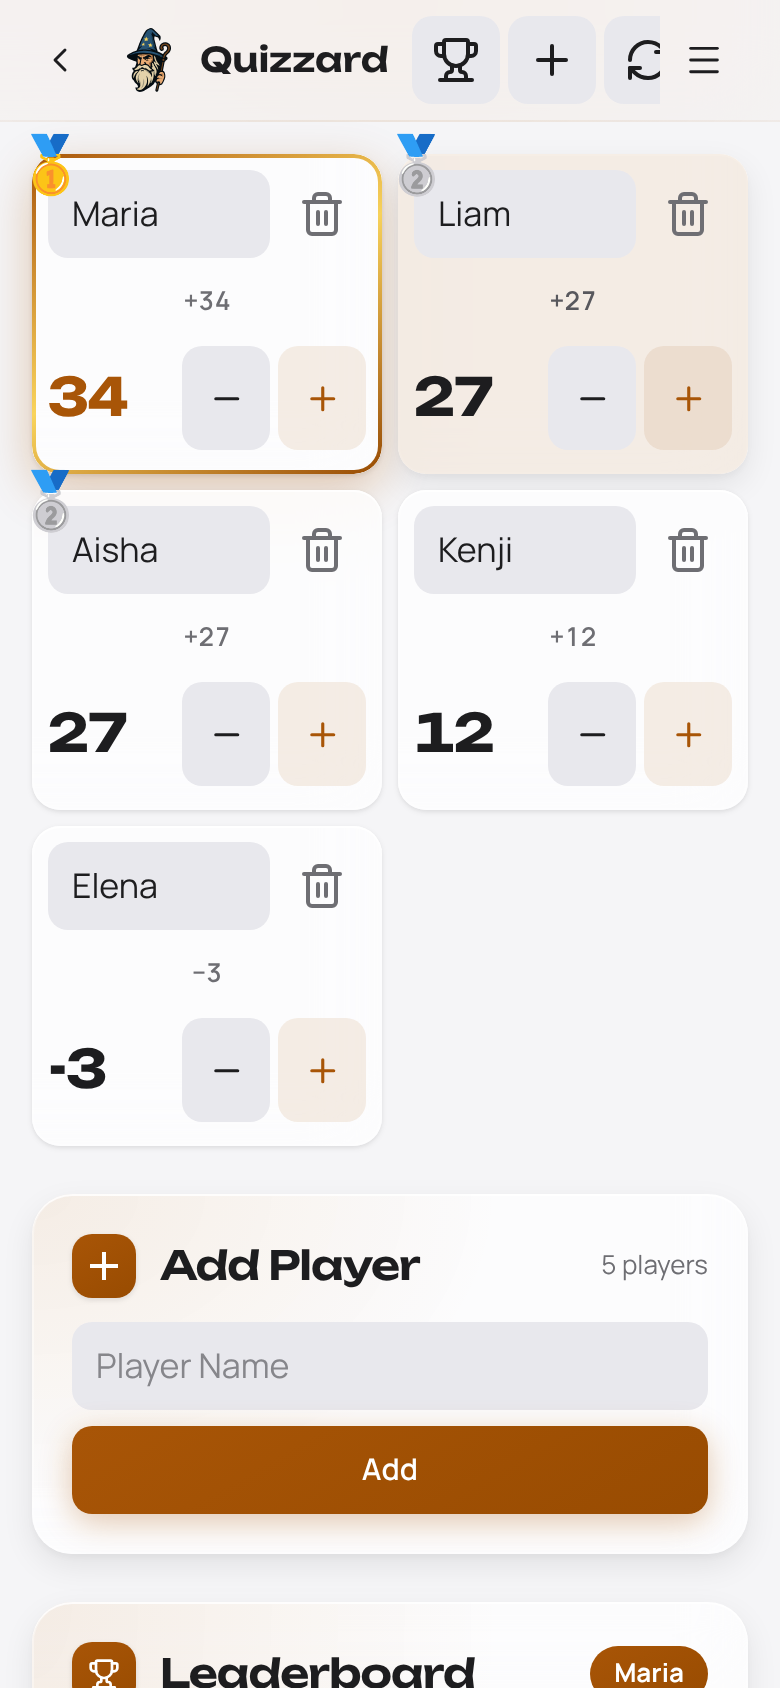 Quizzard
1
Maria
+34
34
2
Liam
+27
27
2
Aisha
+27
27
Kenji
+12
12
Elena
−3
-3
Add Player
5 players
Player Name
Add
Leaderboard
Maria